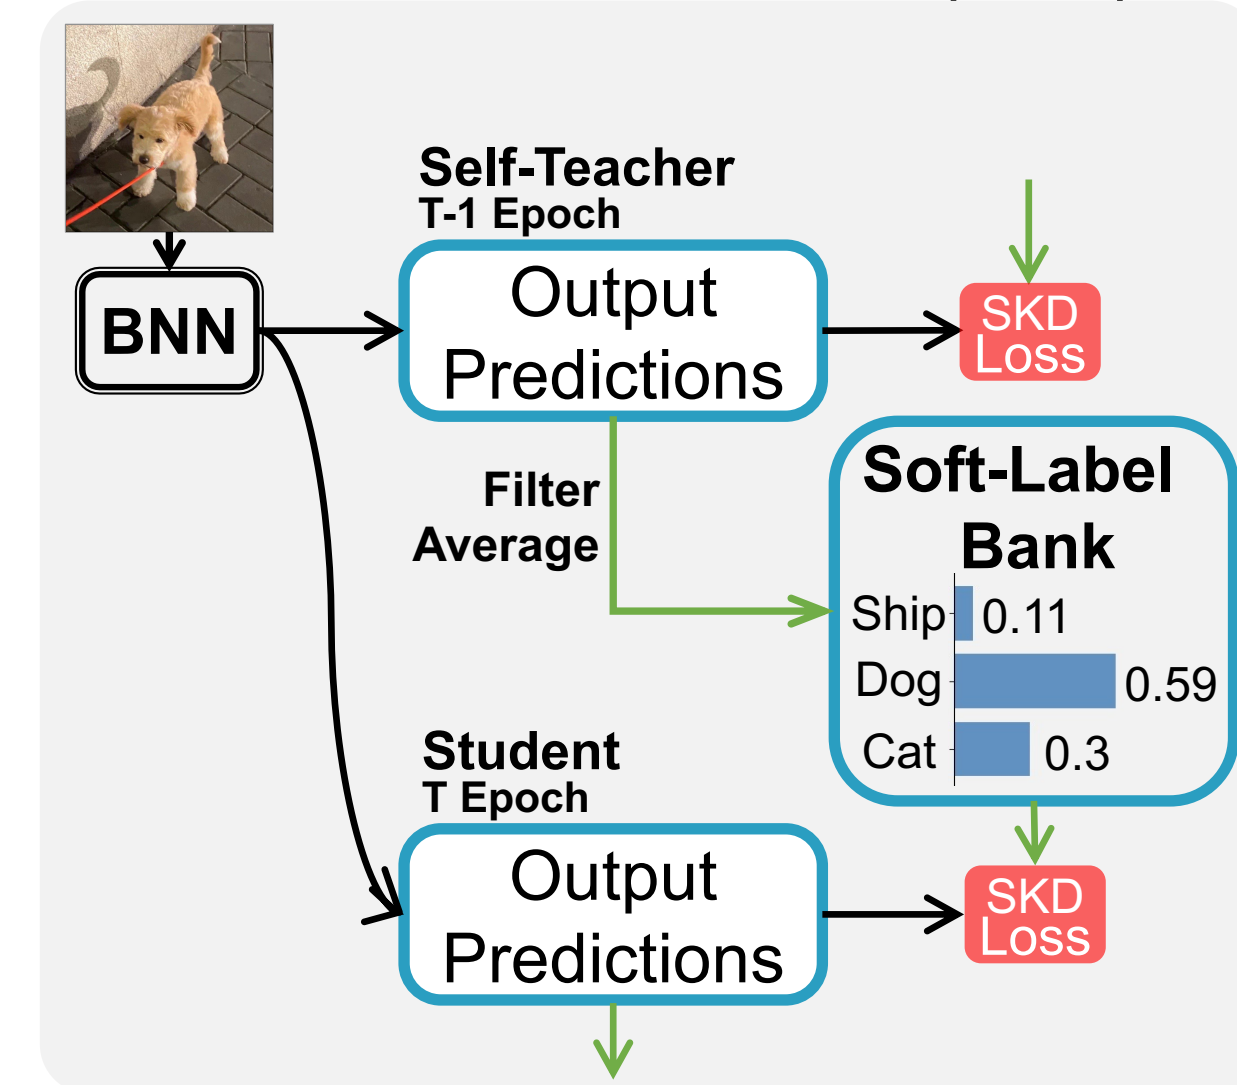 Self-Teacher
T-1 Epoch
BNN
Output
Predictions
SKD
Loss
Filter
Average
Soft-Label
Bank
Ship 0.11
Dog 0.59
Cat 0.3
Student
T Epoch
Output
Predictions
SKD
Loss